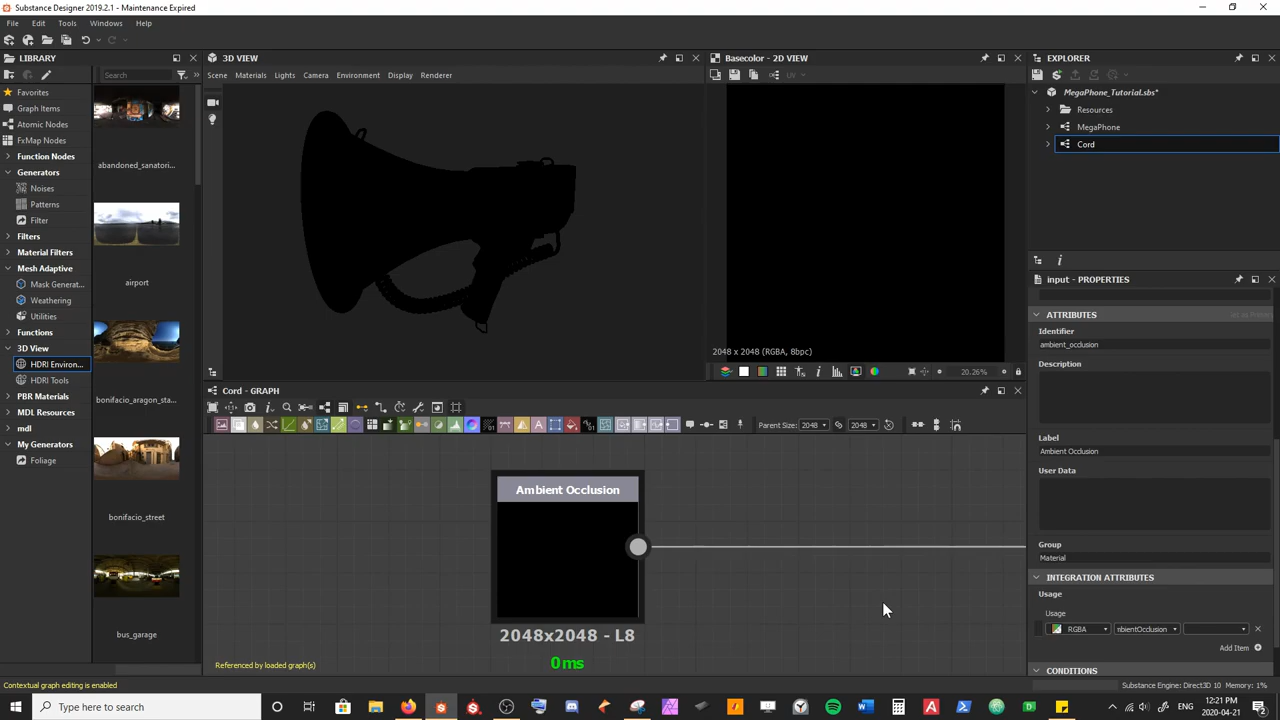 Substance Designer 2019.2.1 - Maintenance Expired
File Edit Tools Windows Help
LIBRARY
Search
Favorites
Graph Items
Atomic Nodes
FxMap Nodes
Function Nodes
Generators
Noises
Patterns
Filter
Filters
Material Filters
Mesh Adaptive
Mask Generat...
Weathering
Utilities
Functions
3D View
HDRI Environ...
HDRI Tools
PBR Materials
MDL Resources
mdl
My Generators
Foliage
abandoned_sanatori...
airport
bonifacio_aragon_sta...
bonifacio_street
bus_garage
3D VIEW
Scene Materials Lights Camera Environment Display Renderer
Basecolor - 2D VIEW
UV
2048 x 2048 (RGBA, 8bpc)
20.26%
Cord - GRAPH
Parent Size: 2048 2048
Ambient Occlusion
2048x2048 - L8
0ms
Referenced by loaded graph(s)
EXPLORER
MegaPhone_Tutorial.sbs*
Resources
MegaPhone
Cord
input - PROPERTIES
ATTRIBUTES
Identifier
ambient_occlusion
Description
Label
Ambient Occlusion
User Data
Group
Material
INTEGRATION ATTRIBUTES
Usage
Usage
RGBA nbientOcclusion
Add Item
CONDITIONS
Contextual graph editing is enabled
Substance Engine: Direct3D 10 Memory: 1%
Type here to search
ENG
12:21 PM
2020-04-21